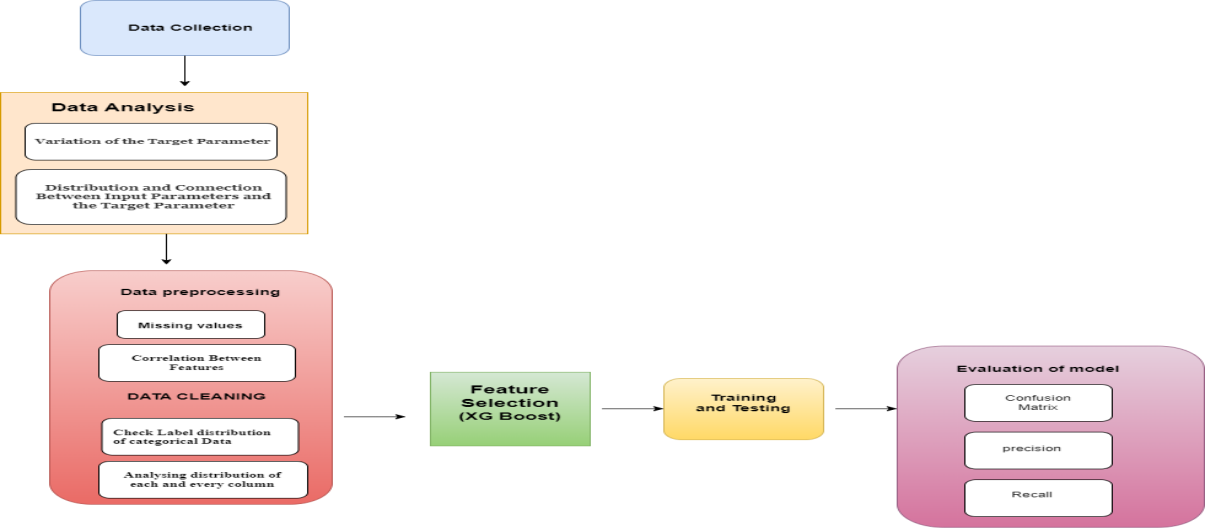 Data Collection
Data Analysis
Variation of the Target Parameter
Distribution and Connection
Between Input Parameters and
the Target Parameter
Data preprocessing
Missing values
Correlation Between
Features
DATA CLEANING
Check Label distribution
of categorical Data
Analysing distribution of
each and every column
Feature
Selection
(XG Boost)
Training
and Testing
Evaluation of model
Confusion
Matrix
precision
Recall